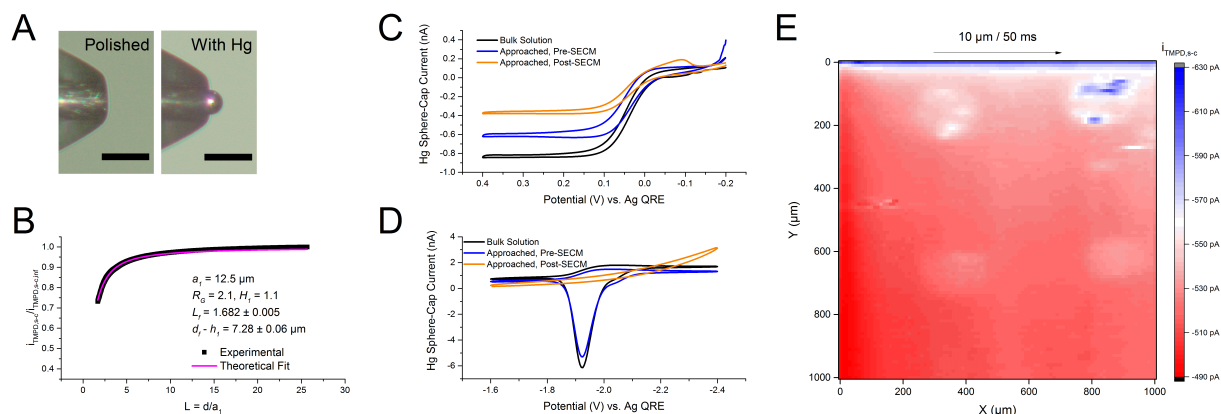 A
Polished
With Hg
B
i_TMPD,s-c/i_TMPD,s-c,inf
1.0
0.9
0.8
0.7
0.6
0.5
0.4
0
5
10
15
20
25
30
L = d/a₁
a₁ = 12.5 µm
R_G = 2.1, H₁ = 1.1
L_f = 1.682 ± 0.005
d_f - h₁ = 7.28 ± 0.06 µm
Experimental
Theoretical Fit
C
Hg Sphere-Cap Current (nA)
Bulk Solution
Approached, Pre-SECM
Approached, Post-SECM
0.4
0.2
0.0
-0.2
-0.4
-0.6
-0.8
-1.0
0.4
0.3
0.2
0.1
0.0
-0.1
-0.2
Potential (V) vs. Ag QRE
D
Hg Sphere-Cap Current (nA)
Bulk Solution
Approached, Pre-SECM
Approached, Post-SECM
4
2
0
-2
-4
-6
-1.6
-1.8
-2.0
-2.2
-2.4
Potential (V) vs. Ag QRE
E
10 µm / 50 ms
i_TMPD,s-c
Y (µm)
0
200
400
600
800
1000
0
200
400
600
800
1000
X (µm)
-630 pA
-610 pA
-590 pA
-570 pA
-550 pA
-530 pA
-510 pA
-490 pA